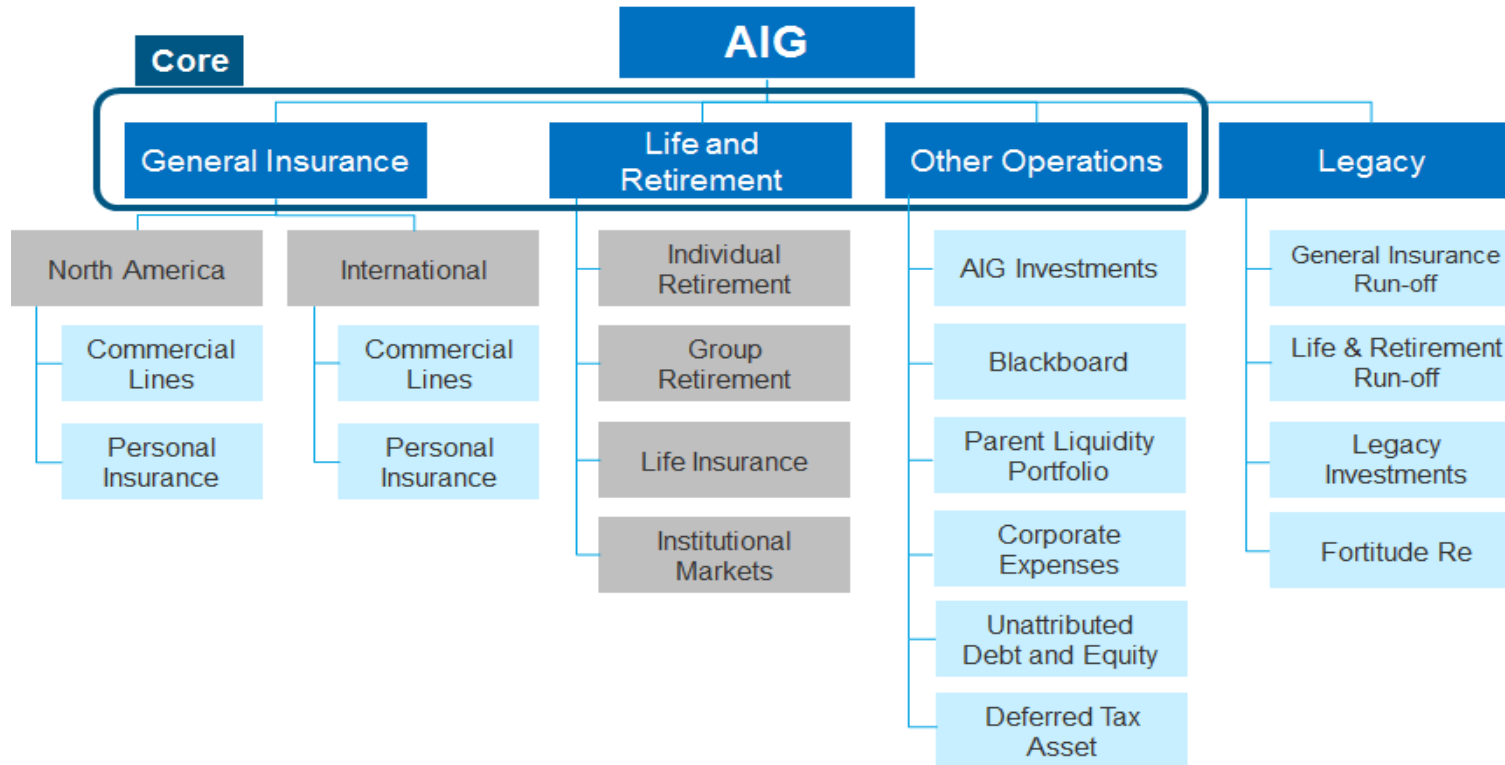 AIG
Core
General Insurance
Life and
Retirement
Other Operations
Legacy
North America
International
Commercial
Lines
Personal
Insurance
Commercial
Lines
Personal
Insurance
Individual
Retirement
Group
Retirement
Life Insurance
Institutional
Markets
AIG Investments
Blackboard
Parent Liquidity
Portfolio
Corporate
Expenses
Unattributed
Debt and Equity
Deferred Tax
Asset
General Insurance
Run-off
Life & Retirement
Run-off
Legacy
Investments
Fortitude Re